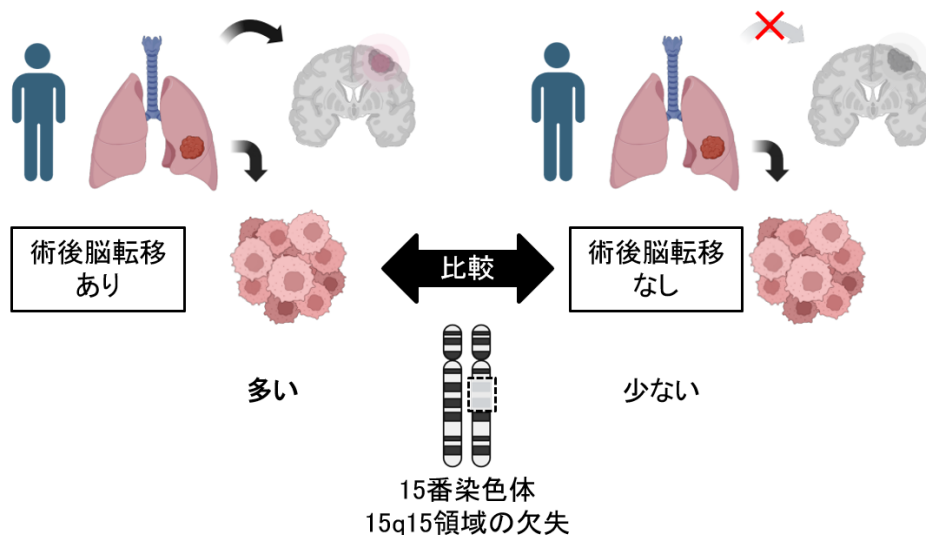 術後脳転移
あり
比較
術後脳転移
なし
多い
少ない
15番染色体
15q15領域の欠失